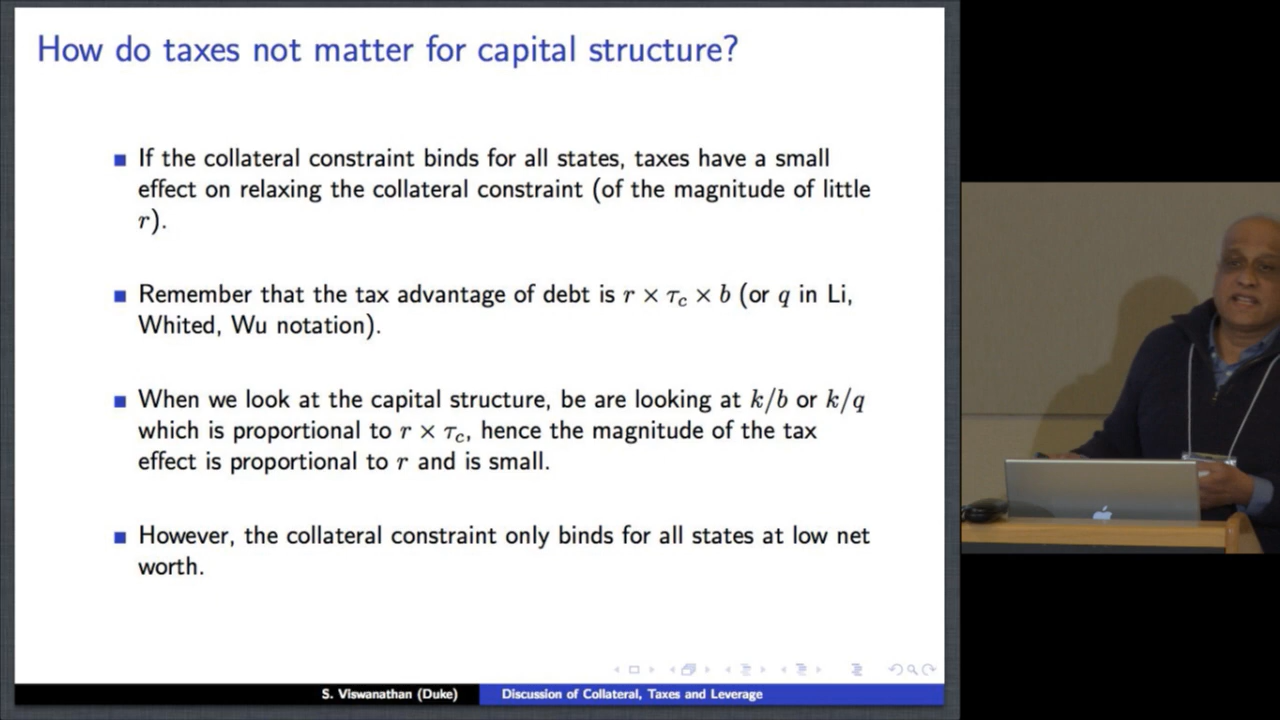 How do taxes not matter for capital structure?
If the collateral constraint binds for all states, taxes have a small
effect on relaxing the collateral constraint (of the magnitude of little
r).
Remember that the tax advantage of debt is r × τc × b (or q in Li,
Whited, Wu notation).
When we look at the capital structure, be are looking at k/b or k/q
which is proportional to r × τc, hence the magnitude of the tax
effect is proportional to r and is small.
However, the collateral constraint only binds for all states at low net
worth.
S. Viswanathan (Duke)
Discussion of Collateral, Taxes and Leverage